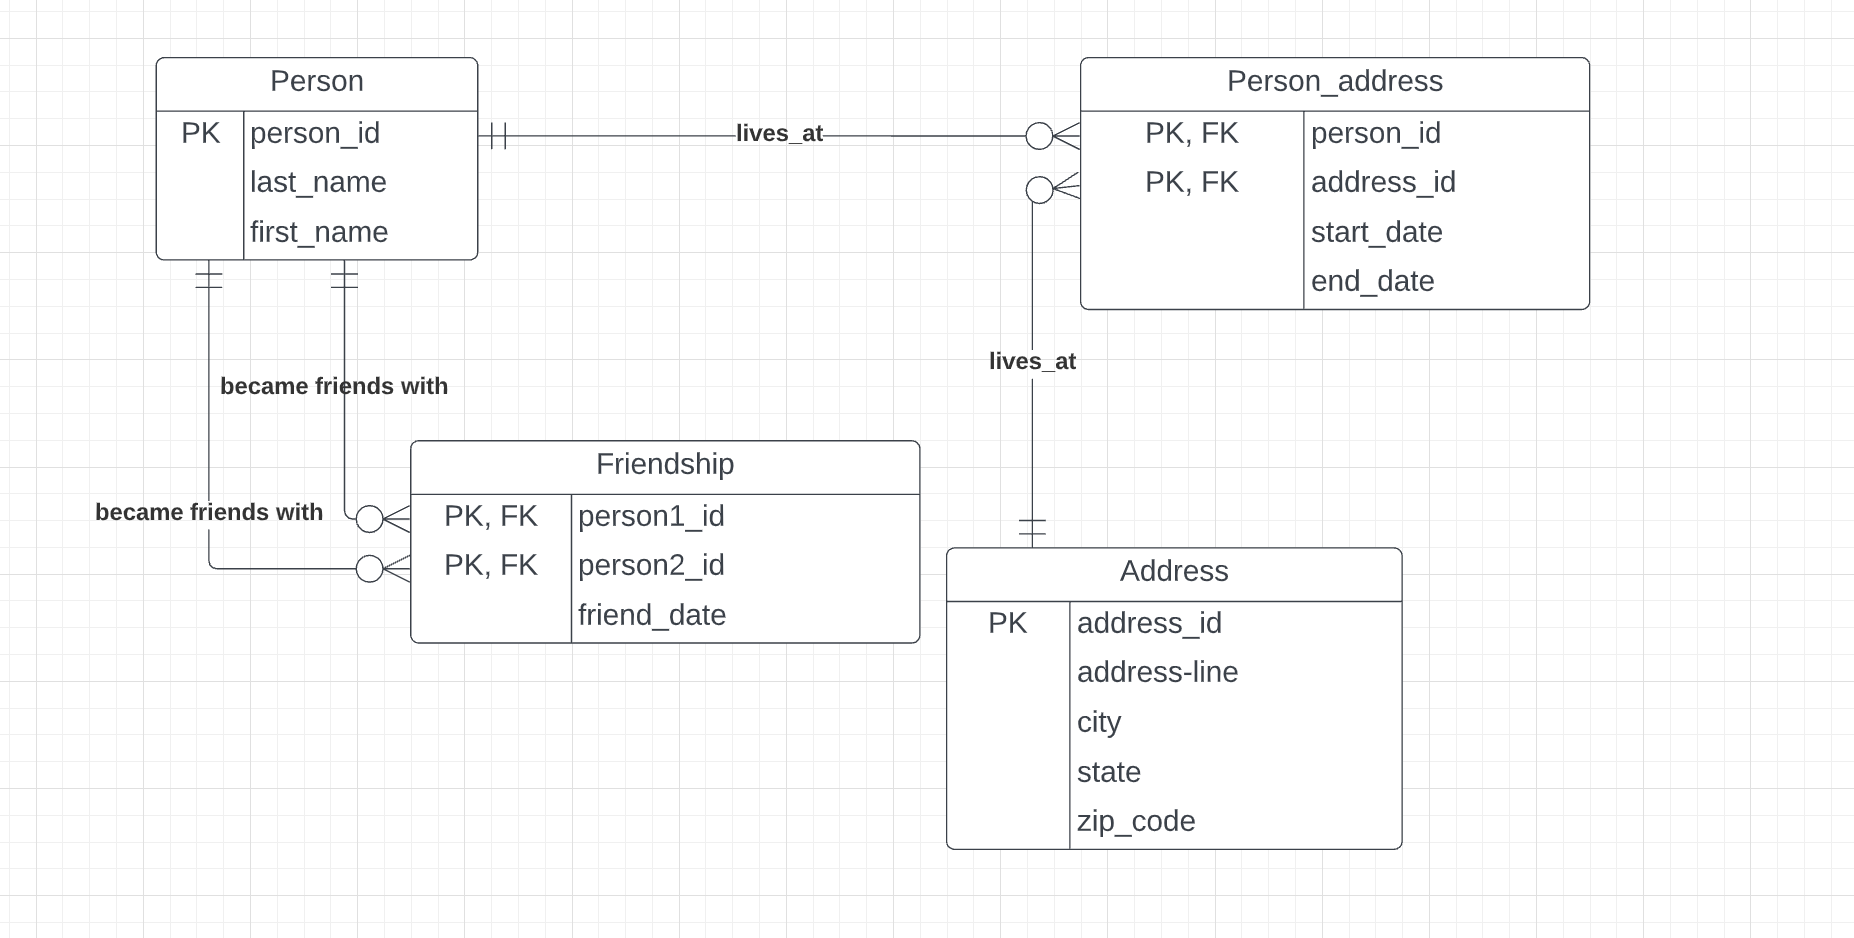 Person
PK person_id
last_name
first_name
lives_at
Person_address
PK, FK person_id
PK, FK address_id
start_date
end_date
became friends with
became friends with
lives_at
Friendship
PK, FK person1_id
PK, FK person2_id
friend_date
Address
PK address_id
address-line
city
state
zip_code